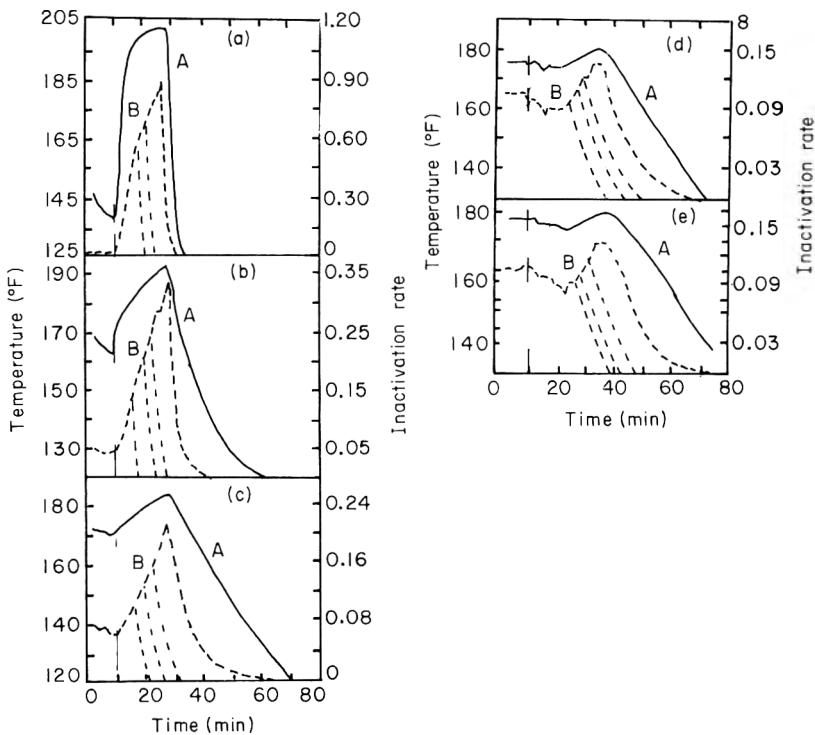 205
185
165
145
125
1.20
0.90
0.60
0.30
0
(a)
A
B
190
170
150
130
0.35
0.25
0.15
0.05
(b)
A
B
180
160
140
120
0.24
0.16
0.08
0
(c)
A
B
0 20 40 60 80
Time (min)
Temperature (°F)
Inactivation rate
180
160
140
8
0.15
0.09
0.03
(d)
A
B
Temperature (°F)
180
160
140
0.15
0.09
0.03
(e)
A
B
Temperature (°F)
Inactivation rate
0 20 40 60 80
Time (min)